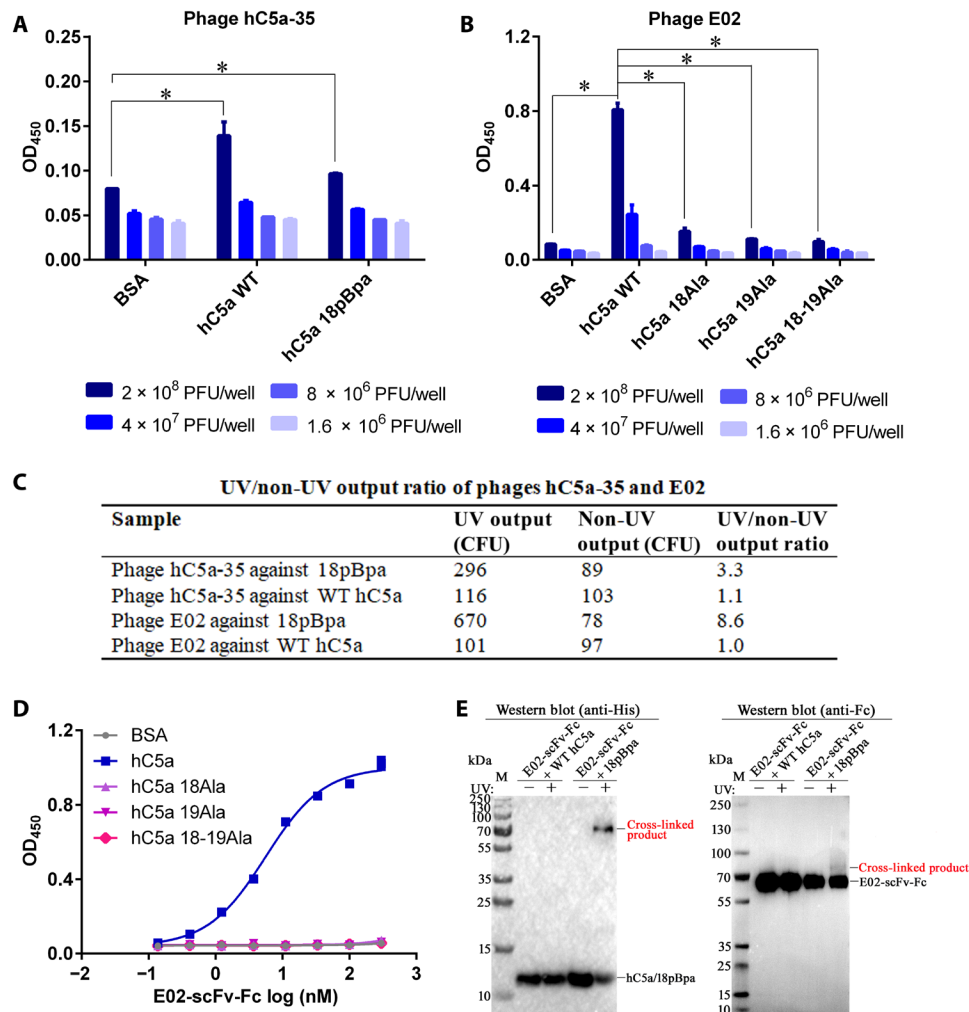 A
Phage hC5a-35
0.25
0.20
0.15
0.10
0.05
0.00
OD450
*
*
BSA
hC5a WT
hC5a 18pBpa
2 × 10^8 PFU/well
8 × 10^6 PFU/well
4 × 10^7 PFU/well
1.6 × 10^6 PFU/well
B
Phage E02
1.2
0.8
0.4
0.0
OD450
*
*
*
*
BSA
hC5a WT
hC5a 18Ala
hC5a 19Ala
hC5a 18-19Ala
2 × 10^8 PFU/well
8 × 10^6 PFU/well
4 × 10^7 PFU/well
1.6 × 10^6 PFU/well
C
UV/non-UV output ratio of phages hC5a-35 and E02
Sample UV output (CFU) Non-UV output (CFU) UV/non-UV output ratio
Phage hC5a-35 against 18pBpa 296 89 3.3
Phage hC5a-35 against WT hC5a 116 103 1.1
Phage E02 against 18pBpa 670 78 8.6
Phage E02 against WT hC5a 101 97 1.0
D
1.2
0.8
0.4
0.0
OD450
BSA
hC5a
hC5a 18Ala
hC5a 19Ala
hC5a 18-19Ala
−2 −1 0 1 2 3
E02-scFv-Fc log (nM)
E
Western blot (anti-His)
E02-scFv-Fc
+ WT hC5a
E02-scFv-Fc
+ 18pBpa
kDa
M
UV: − + − +
250
130
100
70
55
35
25
15
10
Cross-linked
product
hC5a/18pBpa
Western blot (anti-Fc)
E02-scFv-Fc
+ WT hC5a
E02-scFv-Fc
+ 18pBpa
kDa
M
UV: − + − +
250
130
100
70
55
35
25
15
10
Cross-linked product
E02-scFv-Fc